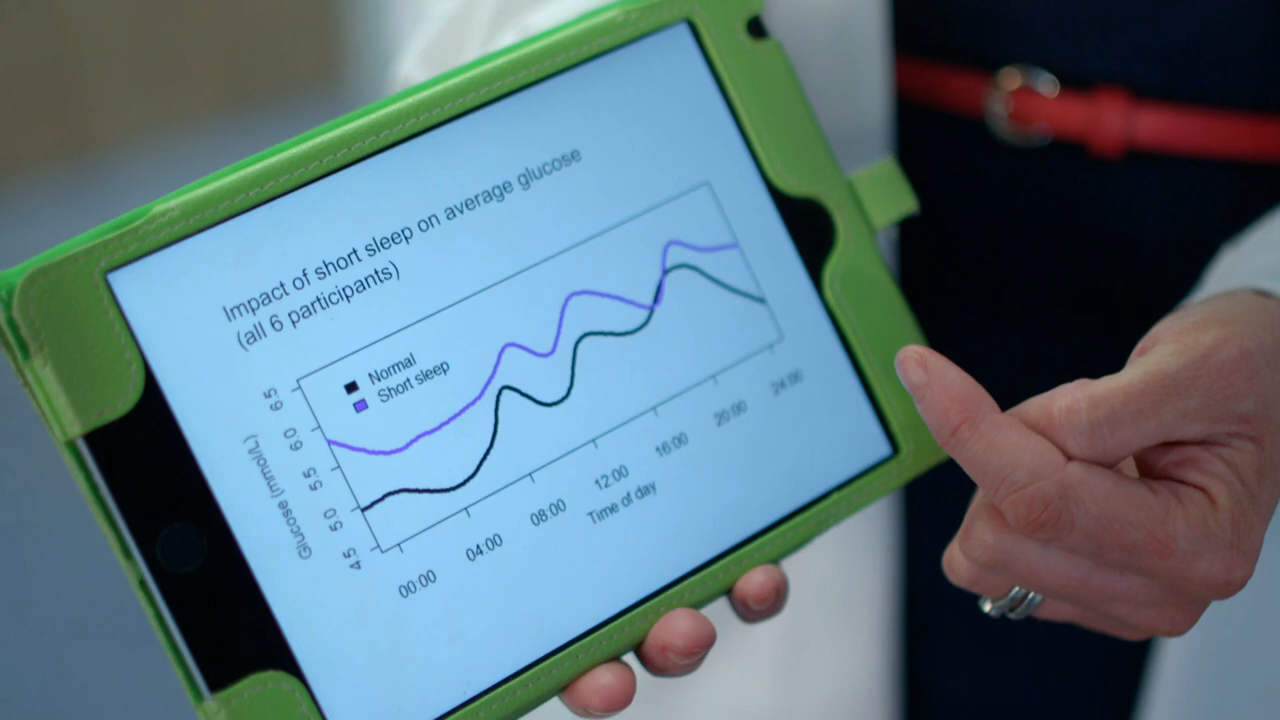 Impact of short sleep on average glucose
(all 6 participants)
Normal
Short sleep
6.5
6.0
5.5
5.0
4.5
Glucose (mmol/L)
00:00
04:00
08:00
12:00
16:00
20:00
24:00
Time of day